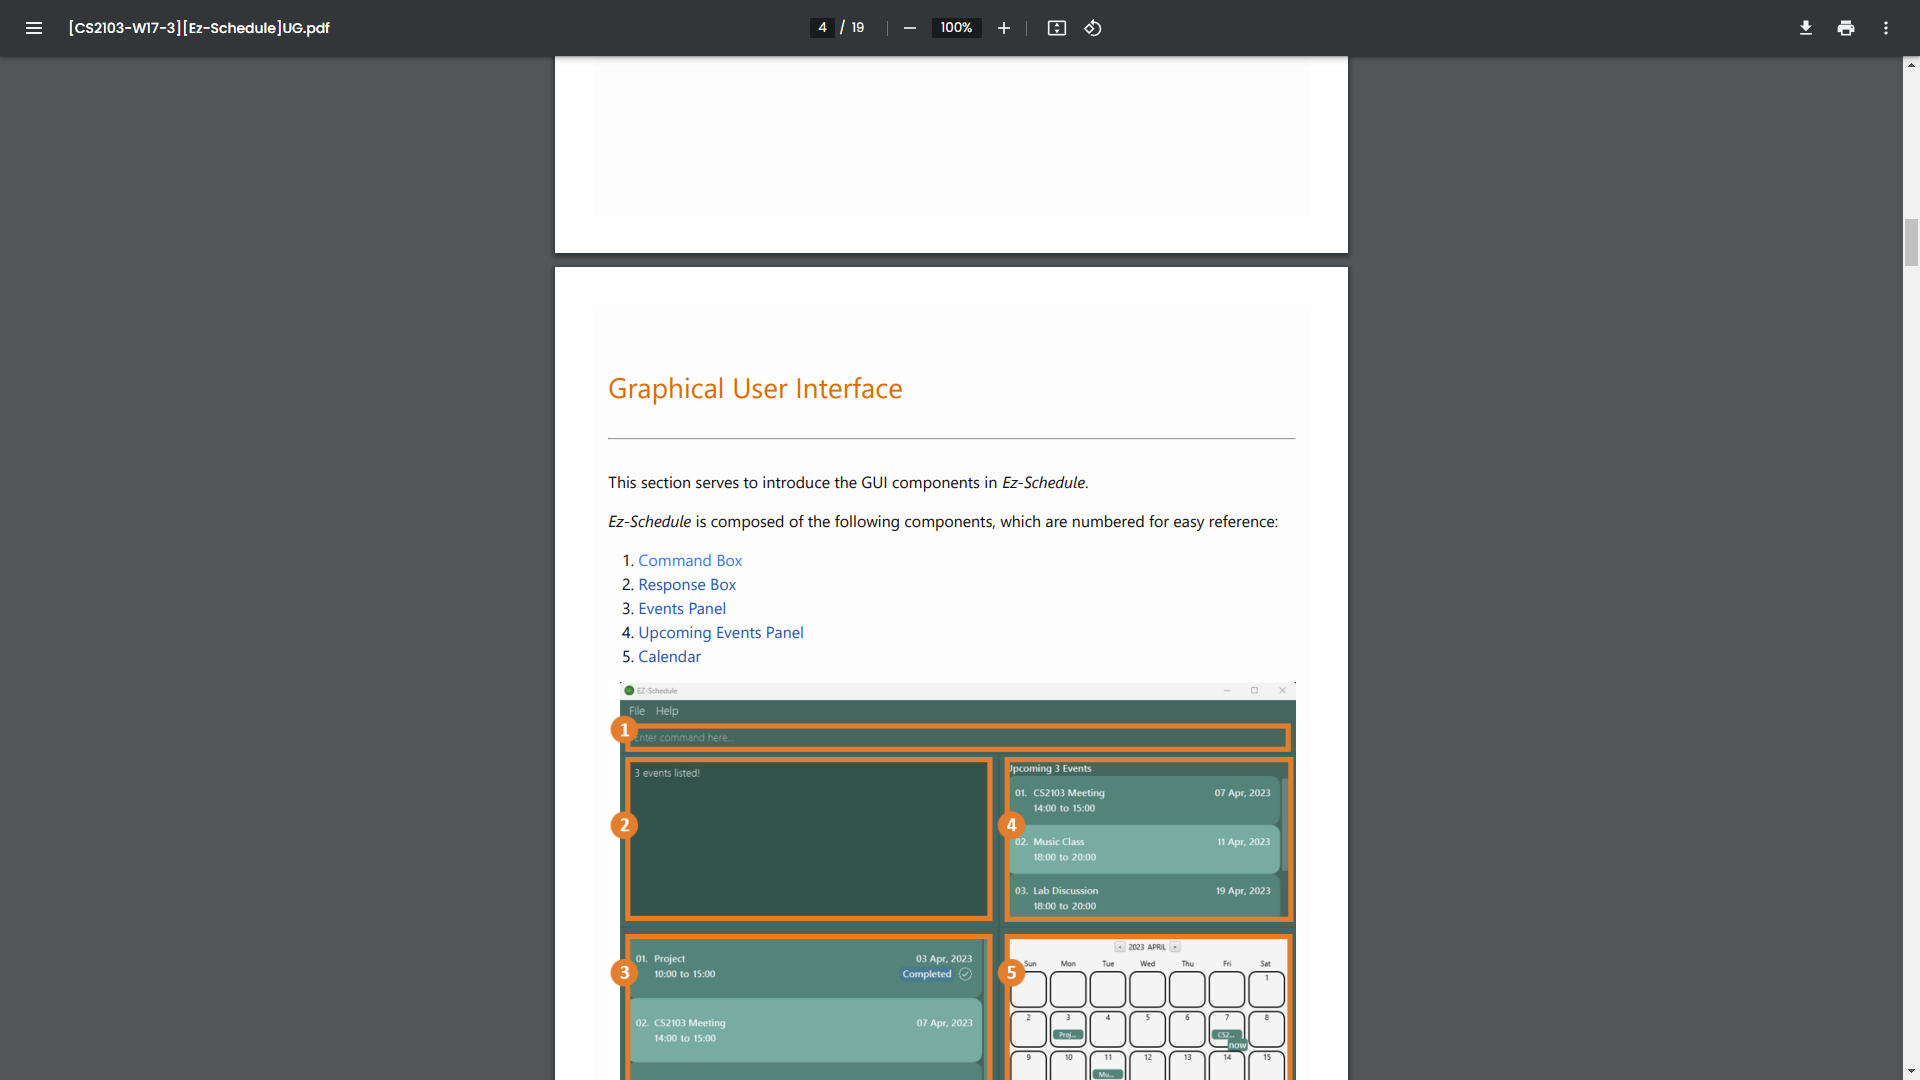 [CS2103-W17-3][Ez-Schedule]UG.pdf
4 / 19
100%
Graphical User Interface
This section serves to introduce the GUI components in Ez-Schedule.
Ez-Schedule is composed of the following components, which are numbered for easy reference:
1. Command Box
2. Response Box
3. Events Panel
4. Upcoming Events Panel
5. Calendar
EZ-Schedule
File Help
1
Enter command here...
2
3 events listed!
4
Upcoming 3 Events
01. CS2103 Meeting 07 Apr, 2023
14:00 to 15:00
02. Music Class 11 Apr, 2023
18:00 to 20:00
03. Lab Discussion 19 Apr, 2023
18:00 to 20:00
3
01. Project 03 Apr, 2023
10:00 to 15:00 Completed
02. CS2103 Meeting 07 Apr, 2023
14:00 to 15:00
5
< 2023 APRIL >
Sun Mon Tue Wed Thu Fri Sat
1
2 3 4 5 6 7 8
Proj... CS2...
now
9 10 11 12 13 14 15
Mu...